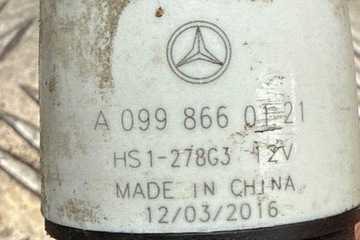 A 099 866 01 21
HS1-278G3 12V
MADE IN CHINA
12/03/2016